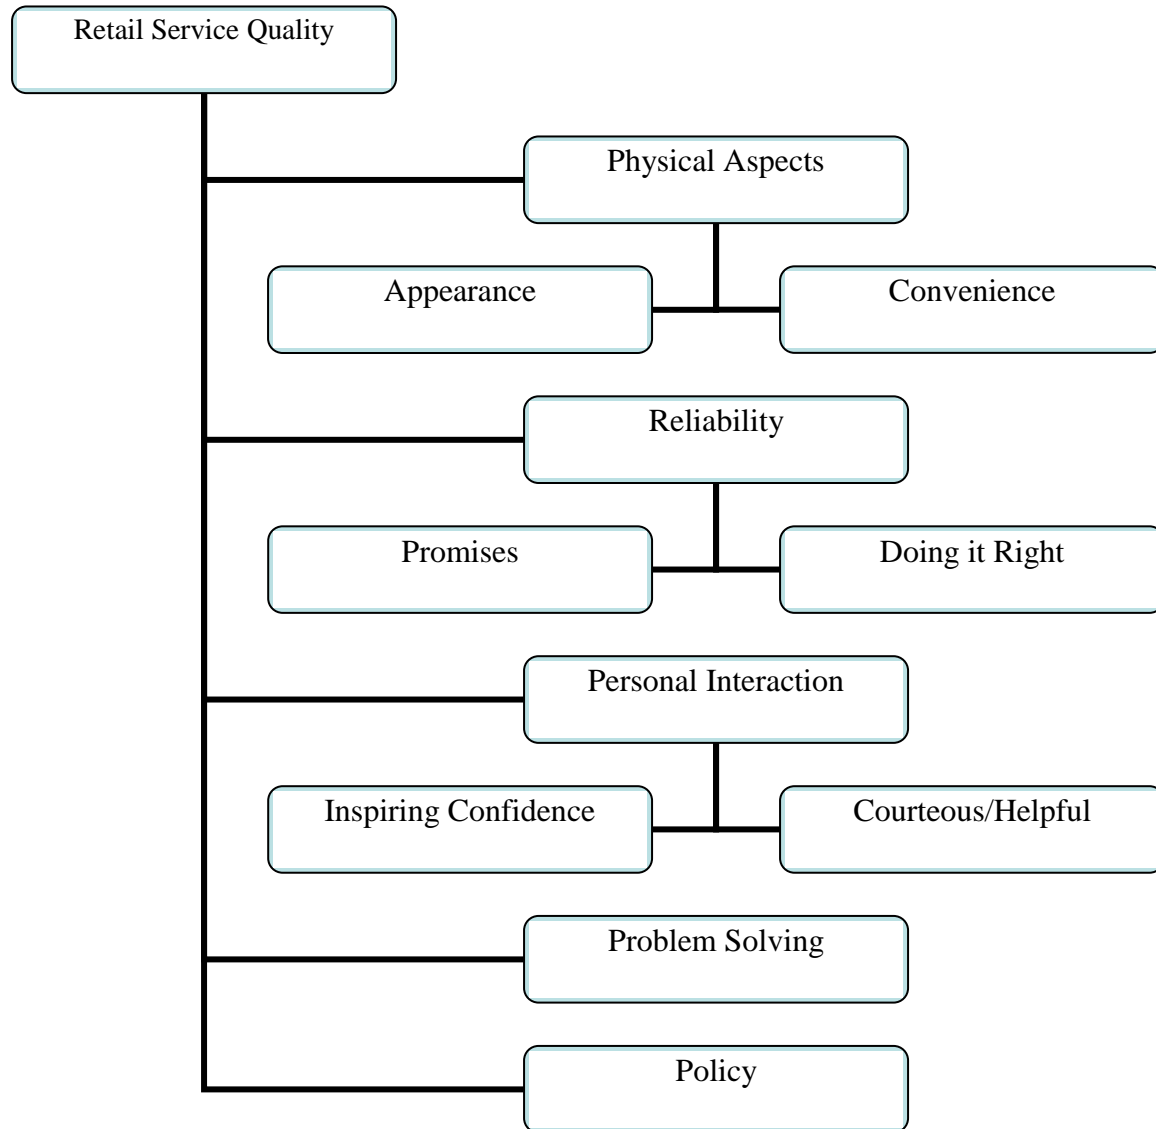 Retail Service Quality
Physical Aspects
Appearance
Convenience
Reliability
Promises
Doing it Right
Personal Interaction
Inspiring Confidence
Courteous/Helpful
Problem Solving
Policy